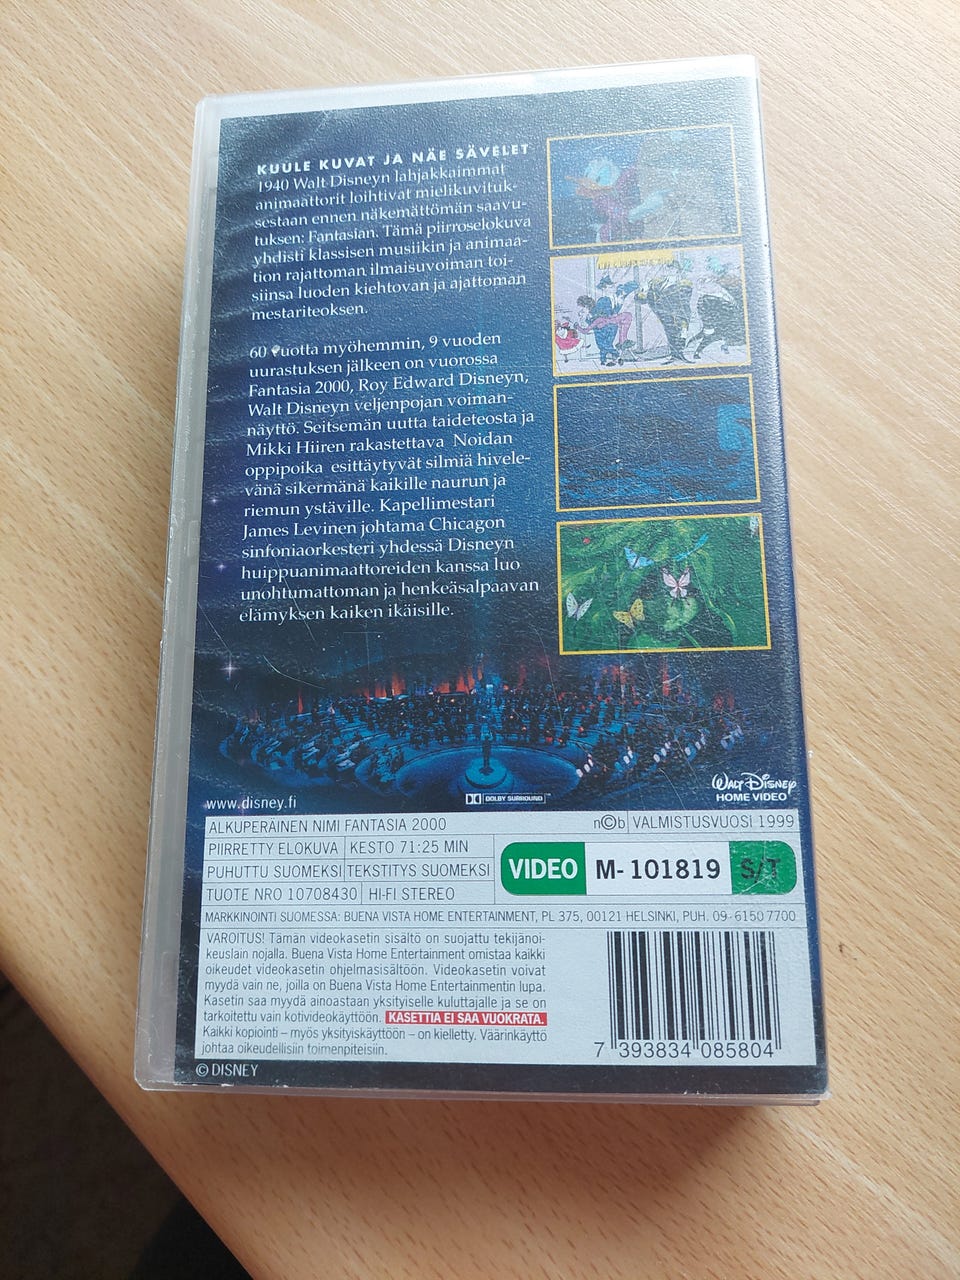 KUULE KUVAT JA NÄE SÄVELET
1940 Walt Disneyn lahjakkaimmat
animaattorit loihtivat mielikuvituk-
sestaan ennen näkemättömän saavu-
tuksen: Fantasian. Tämä piirroselokuva
yhdisti klassisen musiikin ja animaa-
tion rajattoman ilmaisuvoiman toi-
siinsa luoden kiehtovan ja ajattoman
mestariteoksen.
60 vuotta myöhemmin, 9 vuoden
uurastuksen jälkeen on vuorossa
Fantasia 2000, Roy Edward Disneyn,
Walt Disneyn veljenpojan voiman-
näyttö. Seitsemän uutta taideteosta ja
Mikki Hiiren rakastettava Noidan
oppipoika esittäytyvät silmiä hivele-
vänä sikermänä kaikille naurun ja
riemun ystäville. Kapellimestari
James Levinen johtama Chicagon
sinfoniaorkesteri yhdessä Disneyn
huippuanimaattoreiden kanssa luo
unohtumattoman ja henkeäsalpaavan
elämyksen kaiken ikäisille.
www.disney.fi
DOLBY SURROUND
Walt Disney
HOME VIDEO
ALKUPERÄINEN NIMI FANTASIA 2000
n©b VALMISTUSVUOSI 1999
PIIRRETTY ELOKUVA KESTO 71:25 MIN
PUHUTTU SUOMEKSI TEKSTITYS SUOMEKSI
TUOTE NRO 10708430 HI-FI STEREO
VIDEO M-101819 S/T
MARKKINOINTI SUOMESSA: BUENA VISTA HOME ENTERTAINMENT, PL 375, 00121 HELSINKI, PUH. 09-6150 7700
VAROITUS! Tämän videokasetin sisältö on suojattu tekijänoi-
keuslain nojalla. Buena Vista Home Entertainment omistaa kaikki
oikeudet videokasetin ohjelmasisältöön. Videokasetin voivat
myydä vain ne, joilla on Buena Vista Home Entertainmentin lupa.
Kasetin saa myydä ainoastaan yksityiselle kuluttajalle ja se on
tarkoitettu vain kotivideokäyttöön. KASETTIA EI SAA VUOKRATA.
Kaikki kopiointi – myös yksityiskäyttöön – on kielletty. Väärinkäyttö
johtaa oikeudellisiin toimenpiteisiin.
7 393834 085804
© DISNEY